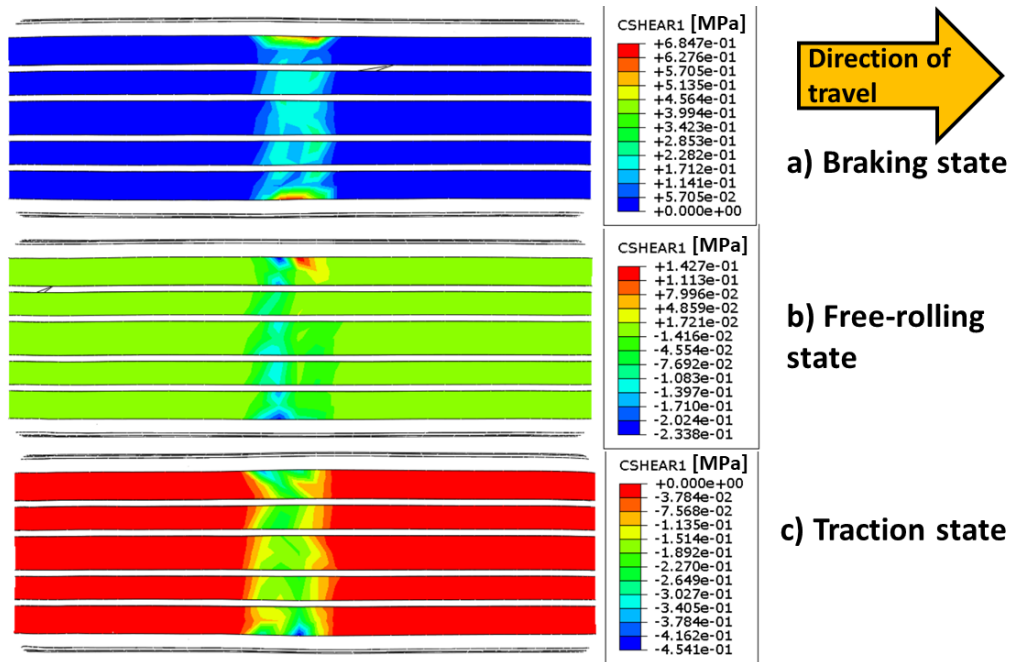 CSHEAR1 [MPa]
+6.847e-01
+6.276e-01
+5.705e-01
+5.135e-01
+4.564e-01
+3.994e-01
+3.423e-01
+2.853e-01
+2.282e-01
+1.712e-01
+1.141e-01
+5.705e-02
+0.000e+00
Direction of
travel
a) Braking state
CSHEAR1 [MPa]
+1.427e-01
+1.113e-01
+7.996e-02
+4.859e-02
+1.721e-02
-1.416e-02
-4.554e-02
-7.692e-02
-1.083e-01
-1.397e-01
-1.710e-01
-2.024e-01
-2.338e-01
b) Free-rolling
state
CSHEAR1 [MPa]
+0.000e+00
-3.784e-02
-7.568e-02
-1.135e-01
-1.514e-01
-1.892e-01
-2.270e-01
-2.649e-01
-3.027e-01
-3.405e-01
-3.784e-01
-4.162e-01
-4.541e-01
c) Traction state